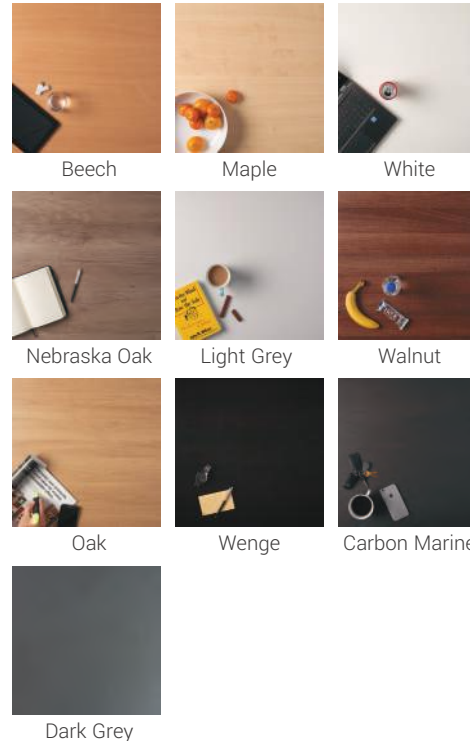 Beech
Maple
White
Nebraska Oak
Light Grey
Walnut
Oak
Wenge
Carbon Marine
Dark Grey